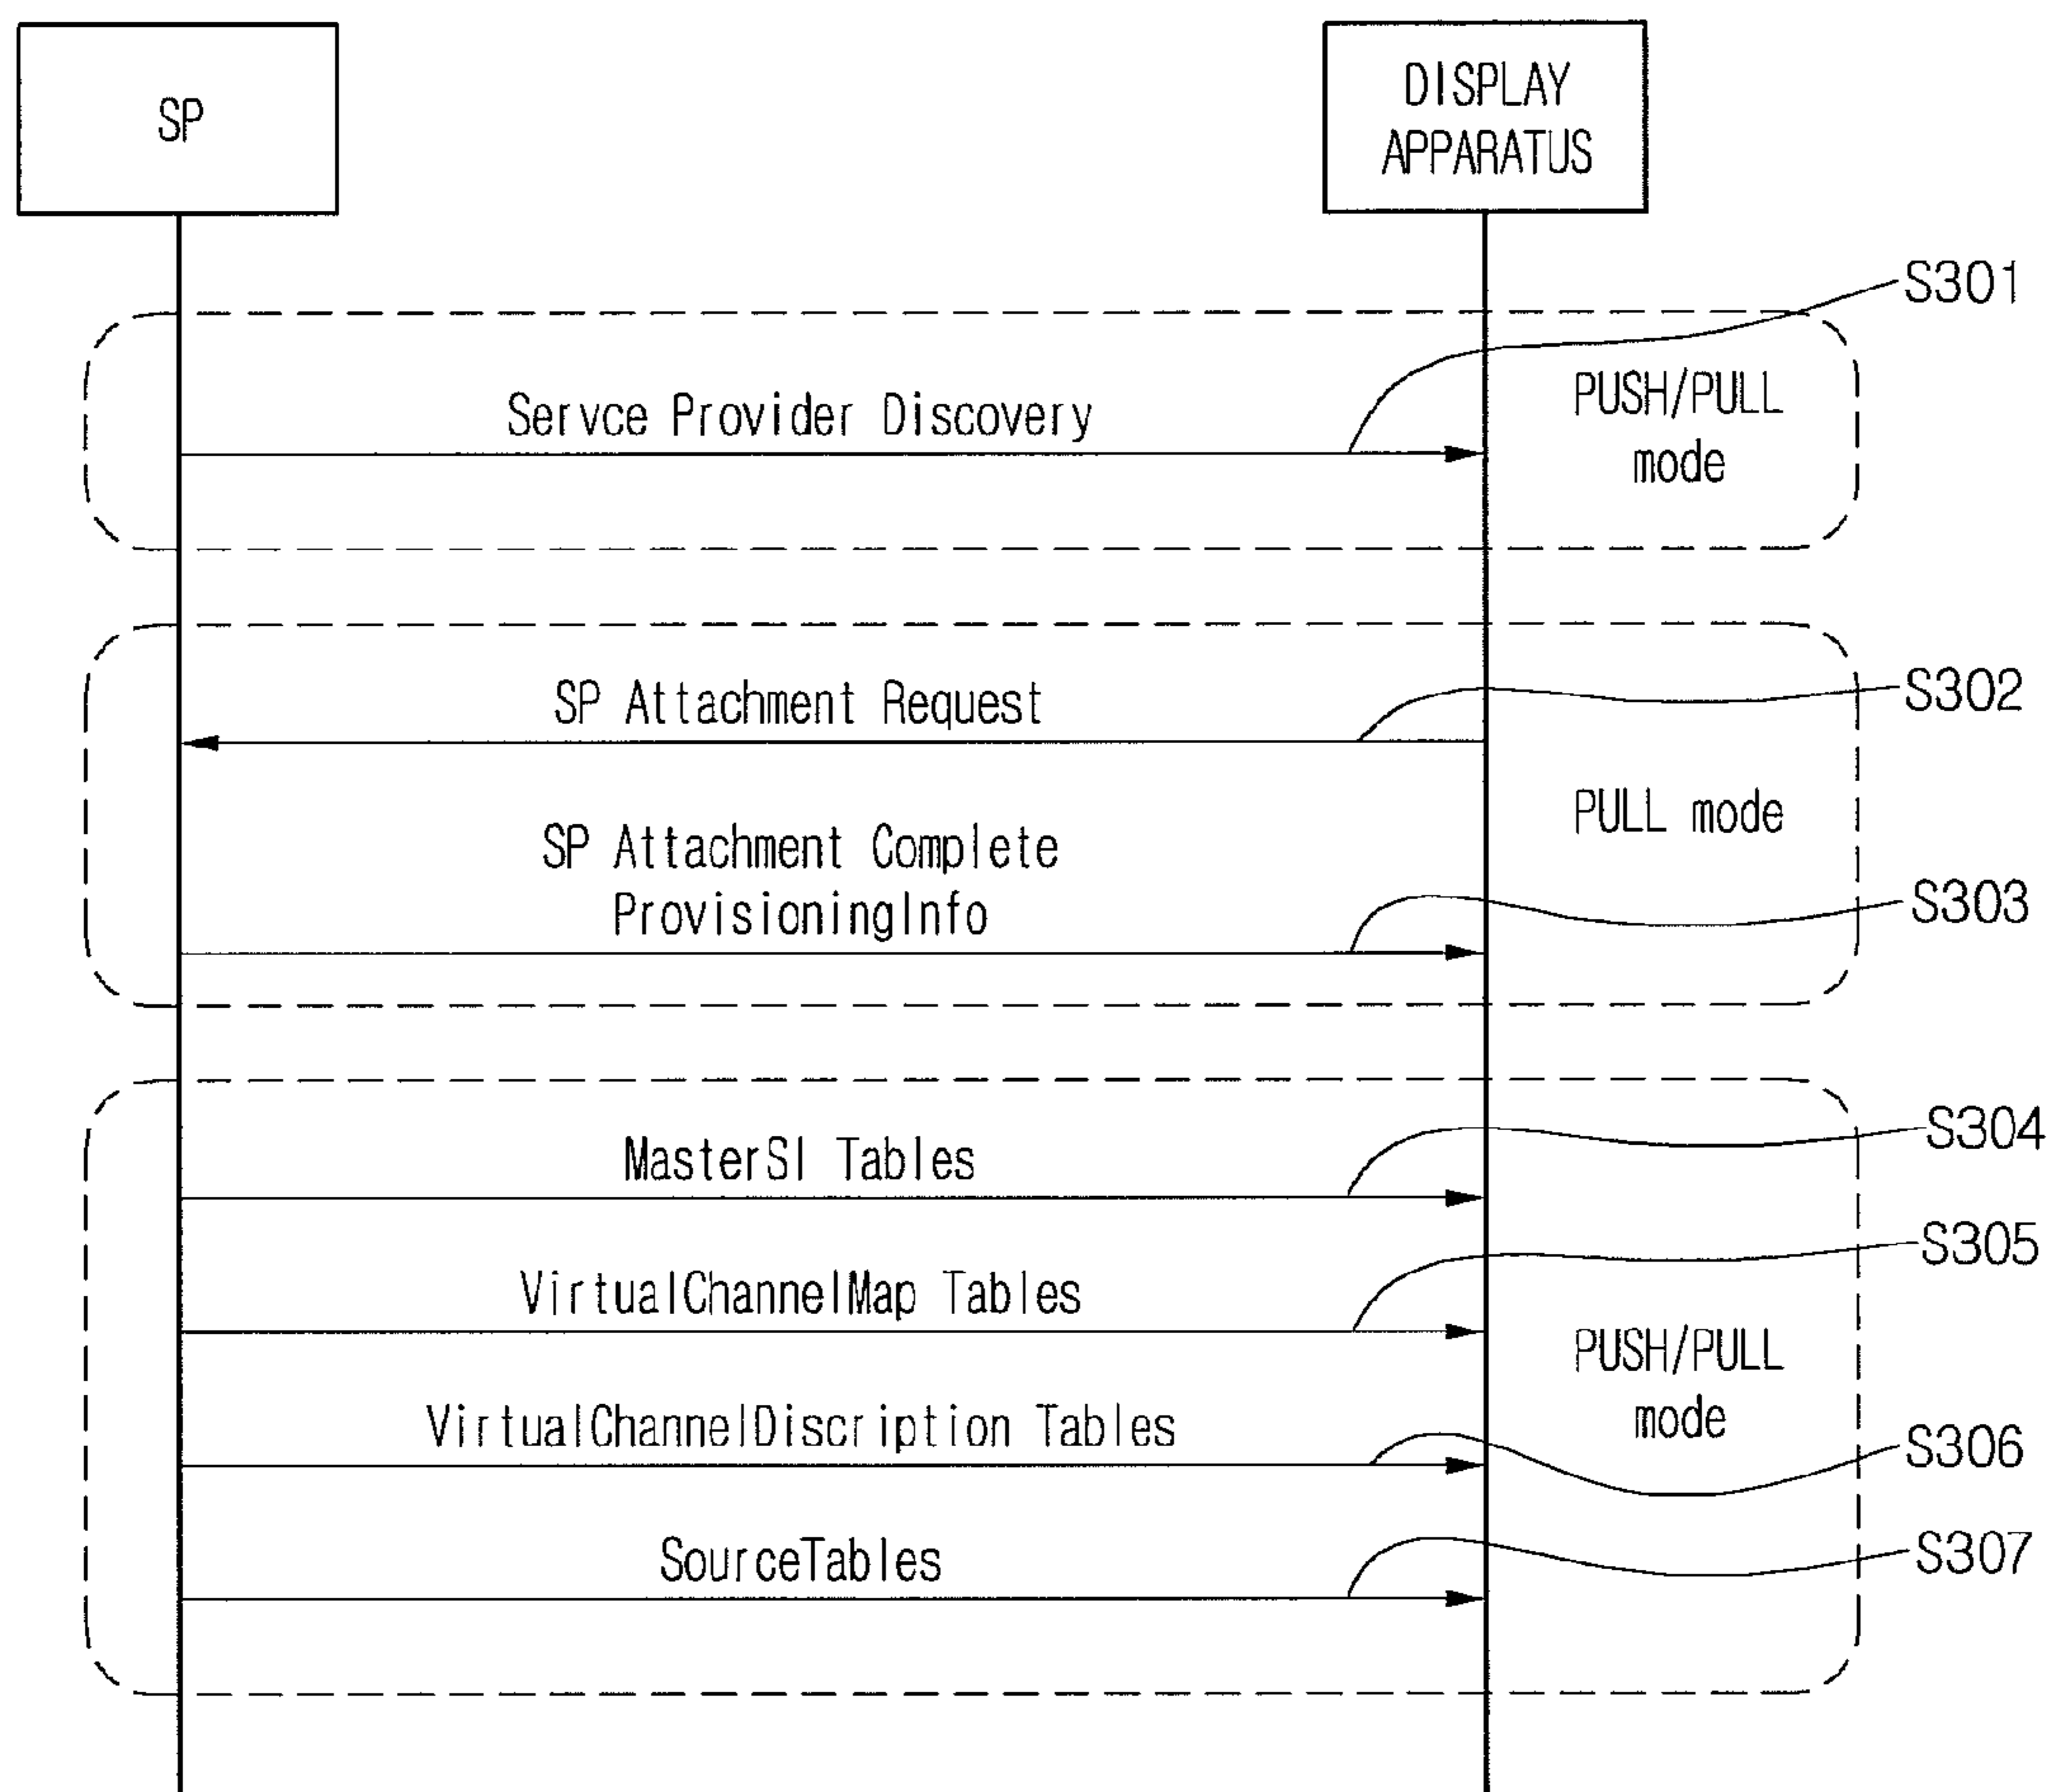 SP
DISPLAY
APPARATUS
S301
Servce Provider Discovery
PUSH/PULL
mode
SP Attachment Request
S302
PULL mode
SP Attachment Complete
ProvisioningInfo
S303
MasterSI Tables
S304
VirtualChannelMap Tables
S305
PUSH/PULL
mode
VirtualChannelDiscription Tables
S306
SourceTables
S307